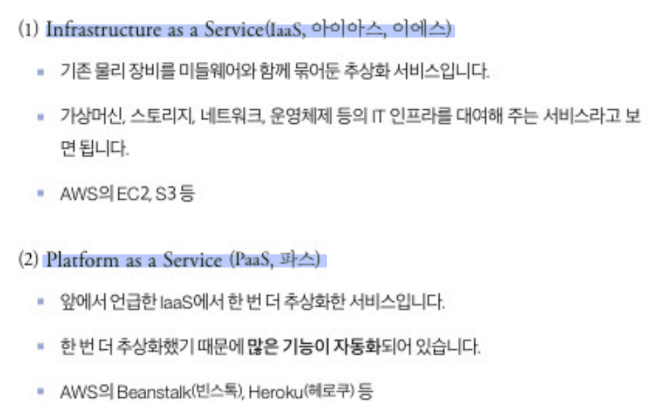 (1) Infrastructure as a Service(IaaS, 아이아스, 이에스)
기존 물리 장비를 미들웨어와 함께 묶어둔 추상화 서비스입니다.
가상머신, 스토리지, 네트워크, 운영체제 등의 IT 인프라를 대여해 주는 서비스라고 보
면 됩니다.
AWS의 EC2, S3 등
(2) Platform as a Service (PaaS, 파스)
앞에서 언급한 IaaS에서 한 번 더 추상화한 서비스입니다.
한 번 더 추상화했기 때문에 많은 기능이 자동화되어 있습니다.
AWS의 Beanstalk(빈스톡), Heroku(헤로쿠) 등